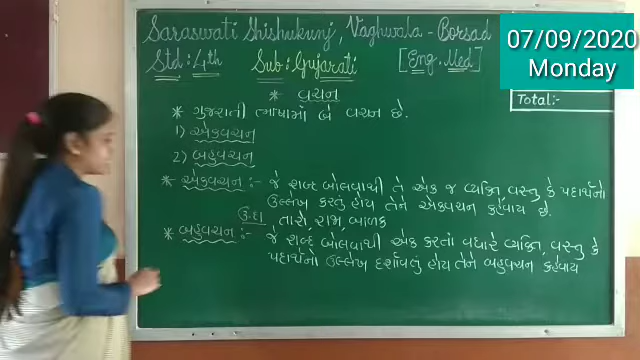 Saraswati Shishukunj, Vaghwala - Borsad
07/09/2020
Monday
Std : 4th Sub : Gujarati [Eng. Med]
Total:-
* વચન
* ગુજરાતી ભાષામાં બે વચન છે.
1) એકવચન
2) બહુવચન
* એકવચન :- જે શબ્દ બોલવાથી તે એક જ વ્યક્તિ વસ્તુ કે પદાર્થનો
ઉલ્લેખ કરતું હોય તેને એકવચન કહેવાય છે.
ઉ.દા તારો, રામ, બાળક
* બહુવચન :- જે શબ્દ બોલવાથી એક કરતાં વધારે વ્યક્તિ, વસ્તુ કે
પદાર્થનો ઉલ્લેખ દર્શાવતું હોય તેને બહુવચન કહેવાય